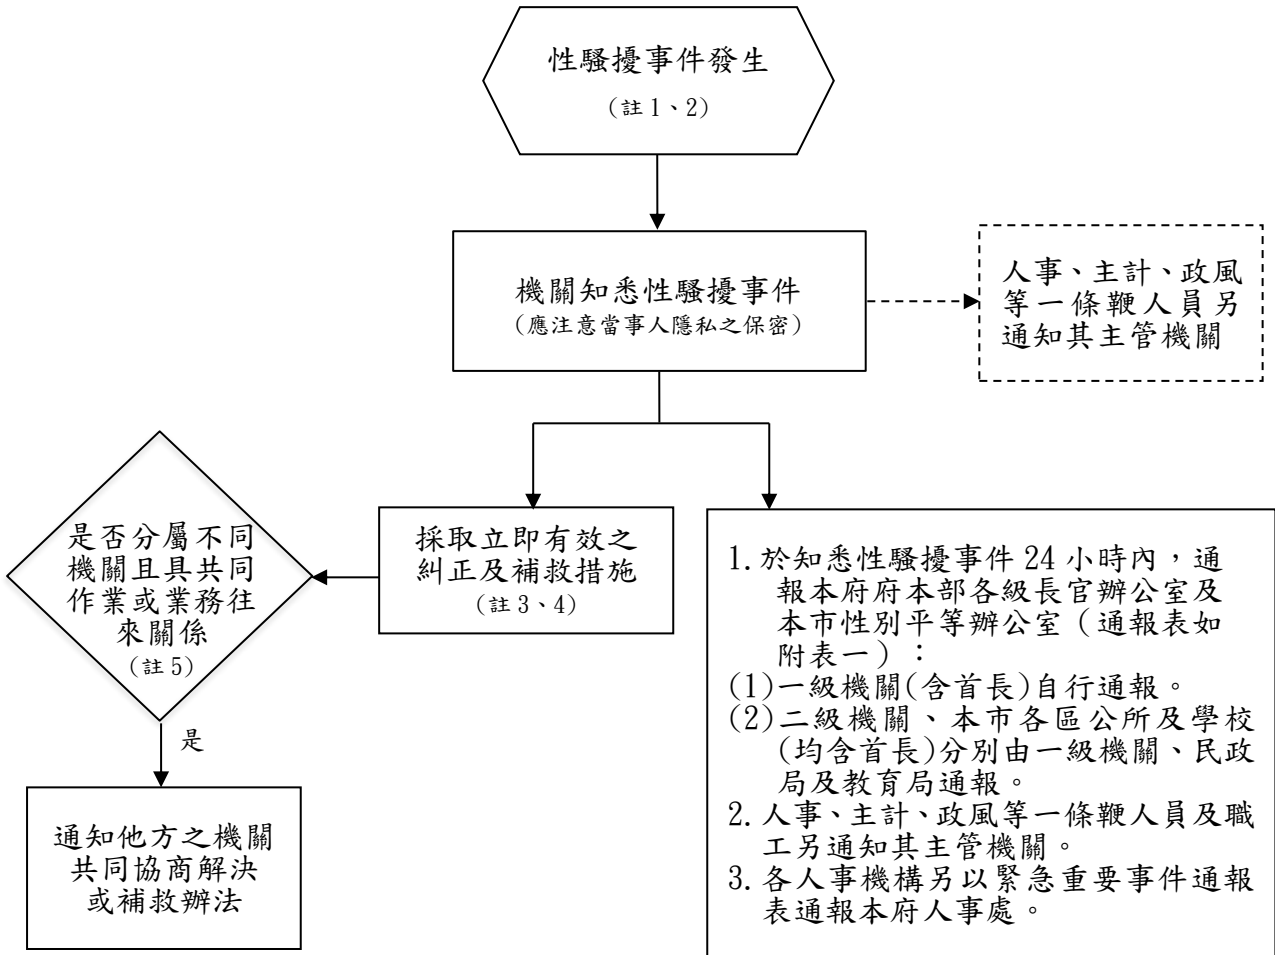 性騷擾事件發生
（註 1、2）
機關知悉性騷擾事件
（應注意當事人隱私之保密）
人事、主計、政風
等一條鞭人員另
通知其主管機關
是否分屬不同
機關且具共同
作業或業務往
來關係
（註 5）
採取立即有效之
糾正及補救措施
（註 3、4）
是
通知他方之機關
共同協商解決
或補救辦法
1. 於知悉性騷擾事件 24 小時內，通
報本府府本部各級長官辦公室及
本市性別平等辦公室（通報表如
附表一）：
(1)一級機關(含首長)自行通報。
(2)二級機關、本市各區公所及學校
(均含首長)分別由一級機關、民政
局及教育局通報。
2. 人事、主計、政風等一條鞭人員及職
工另通知其主管機關。
3. 各人事機構另以緊急重要事件通報
表通報本府人事處。